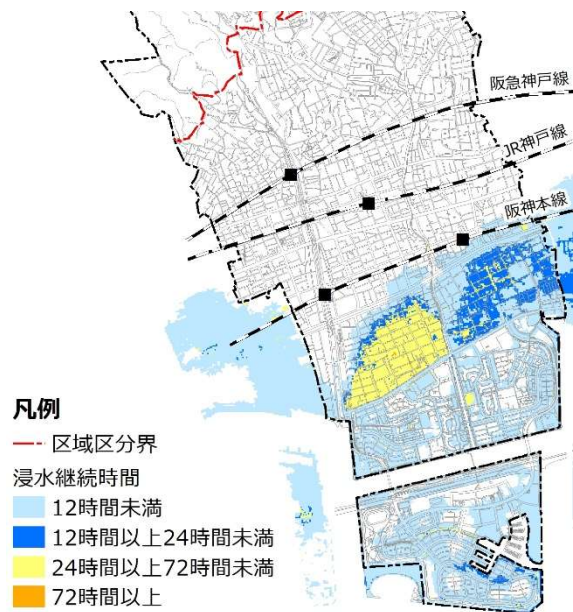 阪急神戸線
JR神戸線
阪神本線
凡例
区域区分界
浸水継続時間
12時間未満
12時間以上24時間未満
24時間以上72時間未満
72時間以上